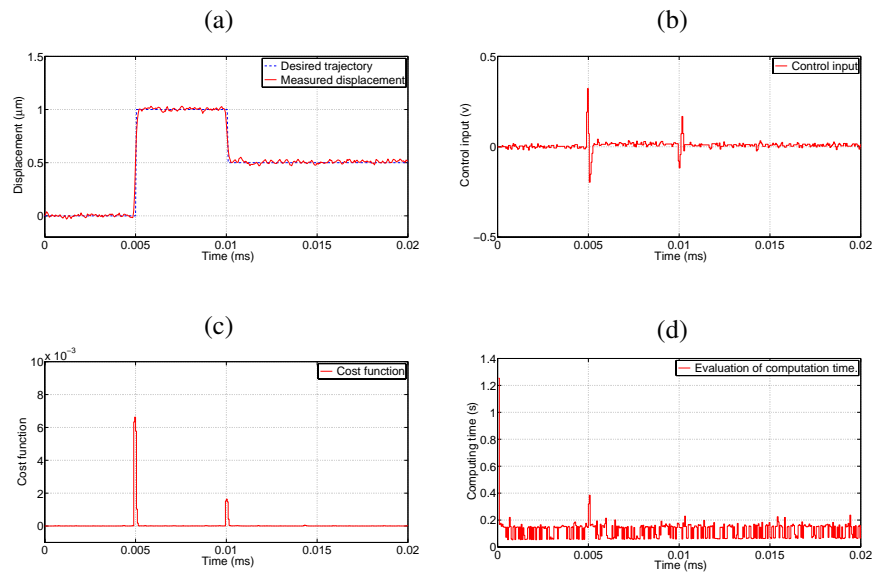 (a)
1.5
1
0.5
0
Displacement (μm)
Desired trajectory
Measured displacement
0 0.005 0.01 0.015 0.02
Time (ms)
(b)
0.5
0
−0.5
Control input (v)
Control input
0 0.005 0.01 0.015 0.02
Time (ms)
(c)
x 10⁻³
10
8
6
4
2
0
Cost function
Cost function
0 0.005 0.01 0.015 0.02
Time (ms)
(d)
1.4
1.2
1
0.8
0.6
0.4
0.2
0
Computing time (s)
Evaluation of computation time.
0 0.005 0.01 0.015 0.02
Time (ms)